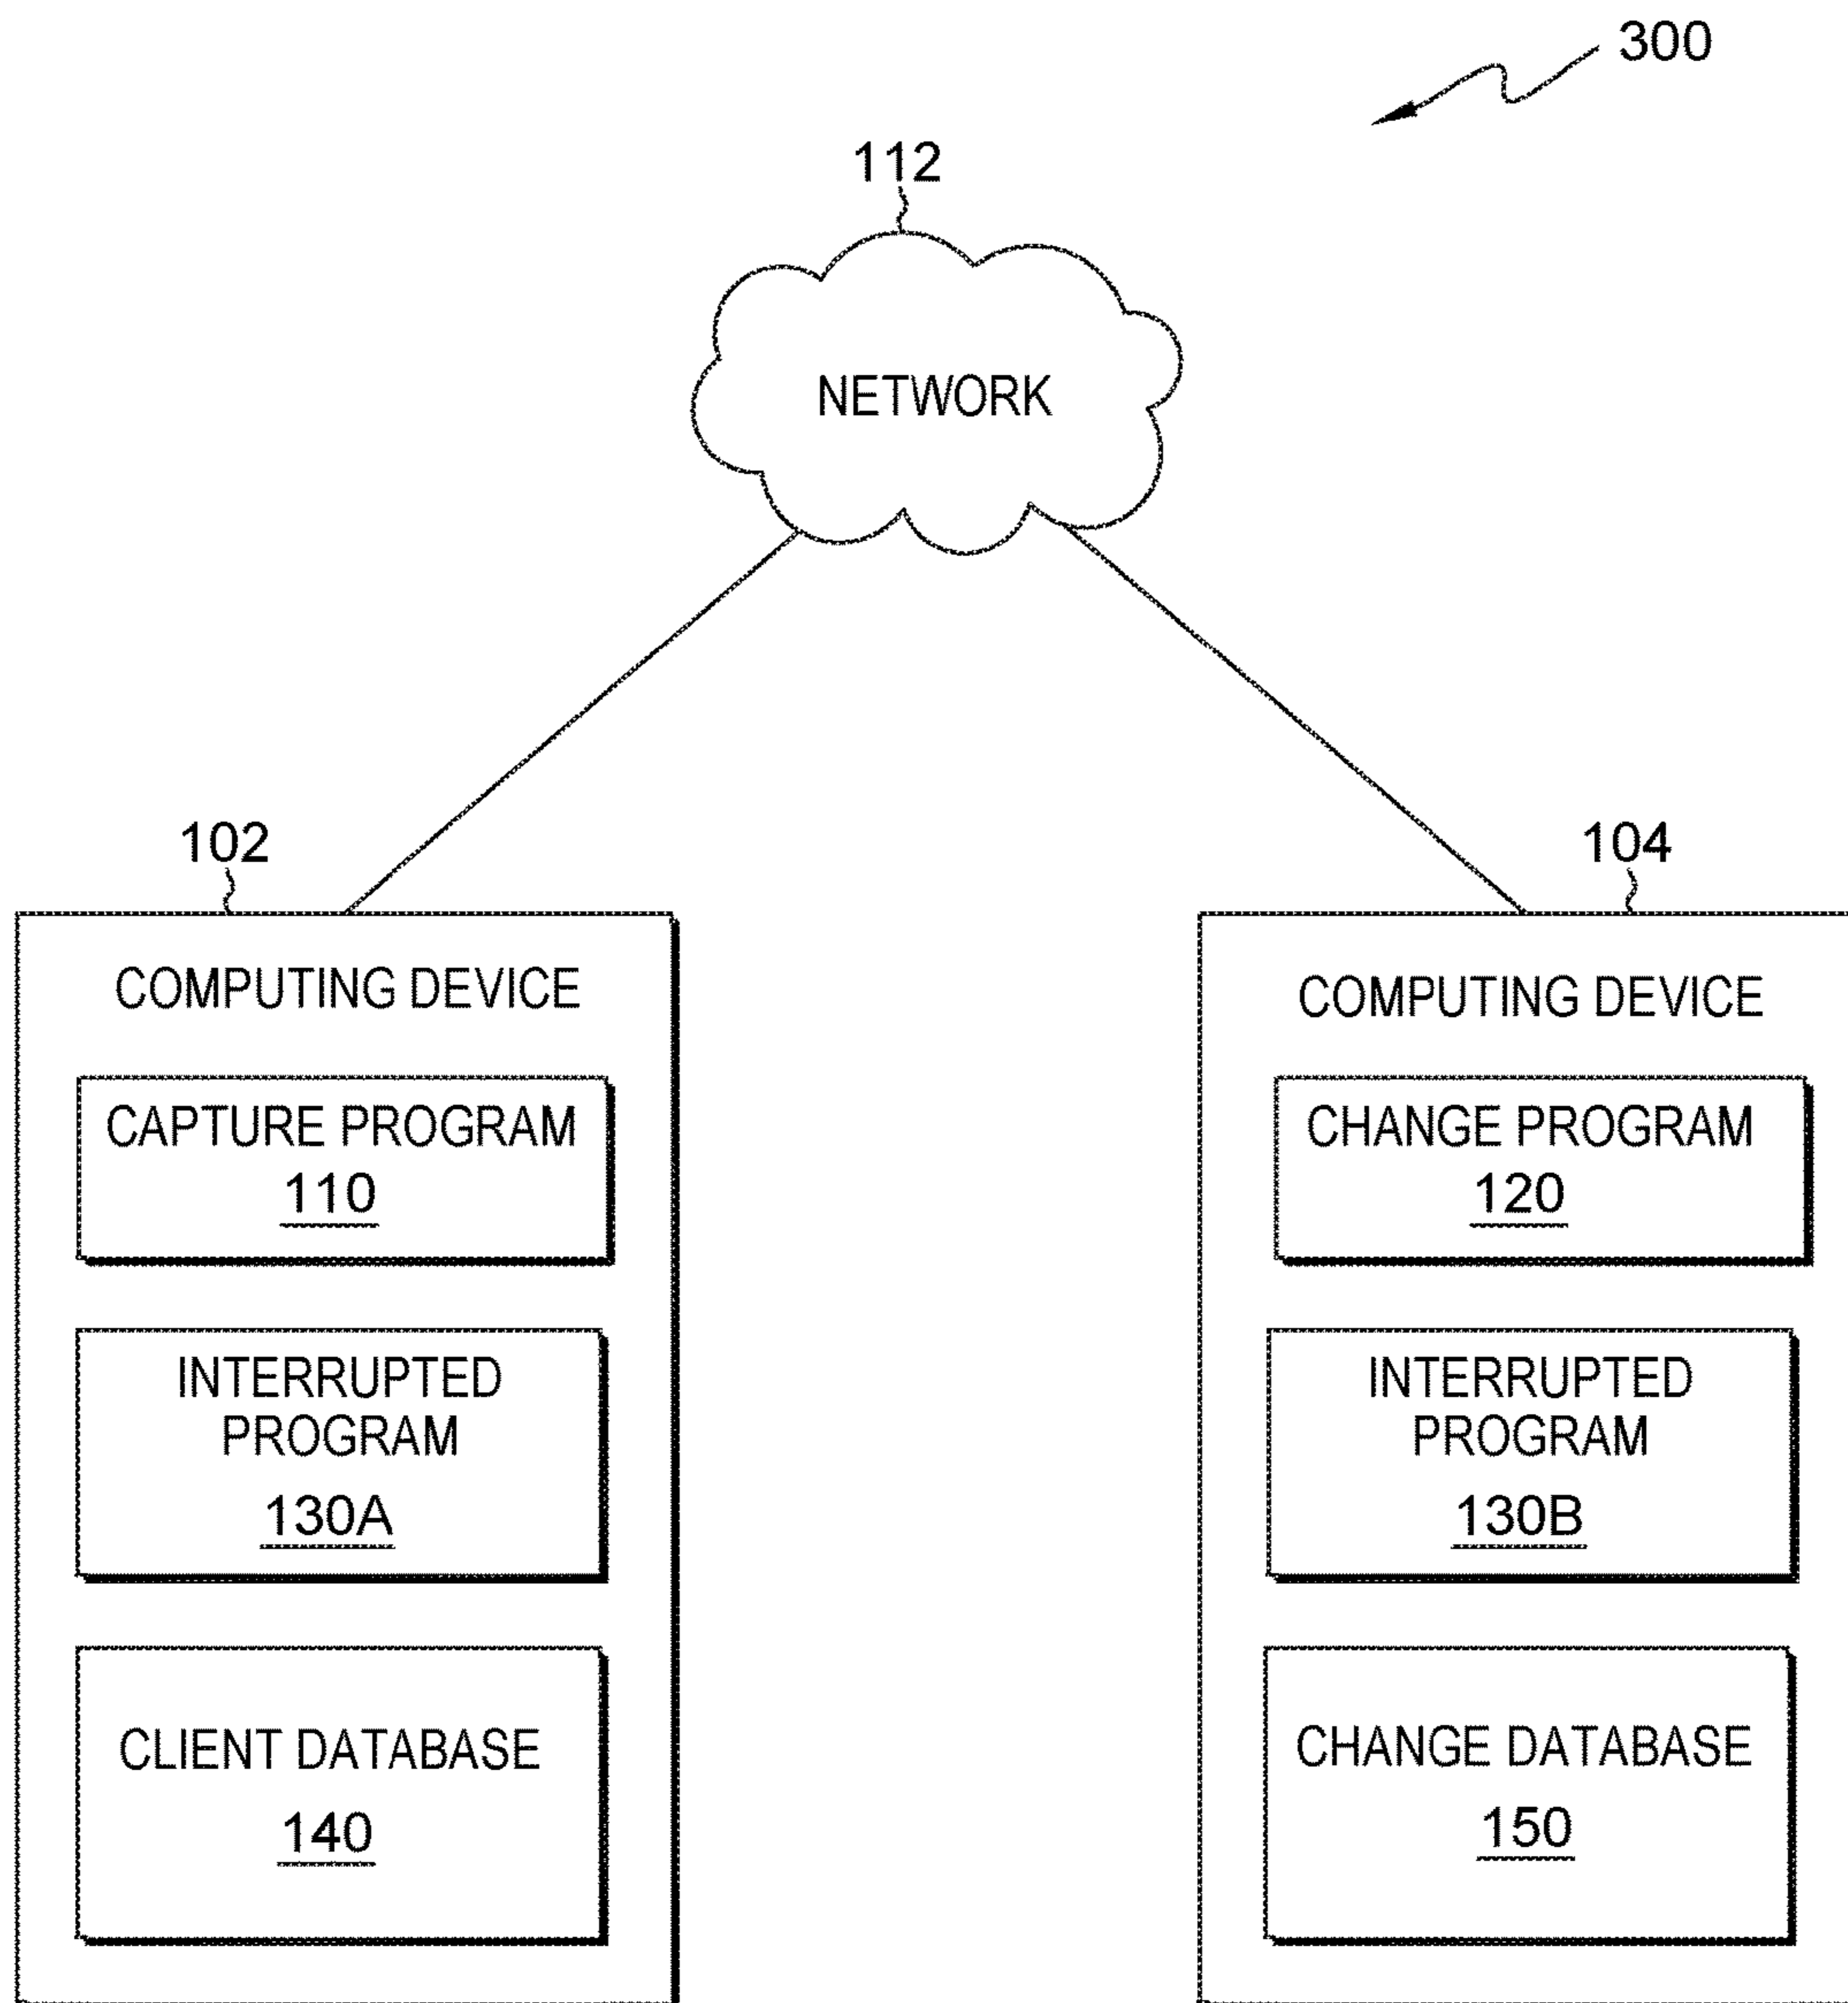 300
112
NETWORK
102
COMPUTING DEVICE
CAPTURE PROGRAM
110
INTERRUPTED
PROGRAM
130A
CLIENT DATABASE
140
104
COMPUTING DEVICE
CHANGE PROGRAM
120
INTERRUPTED
PROGRAM
130B
CHANGE DATABASE
150